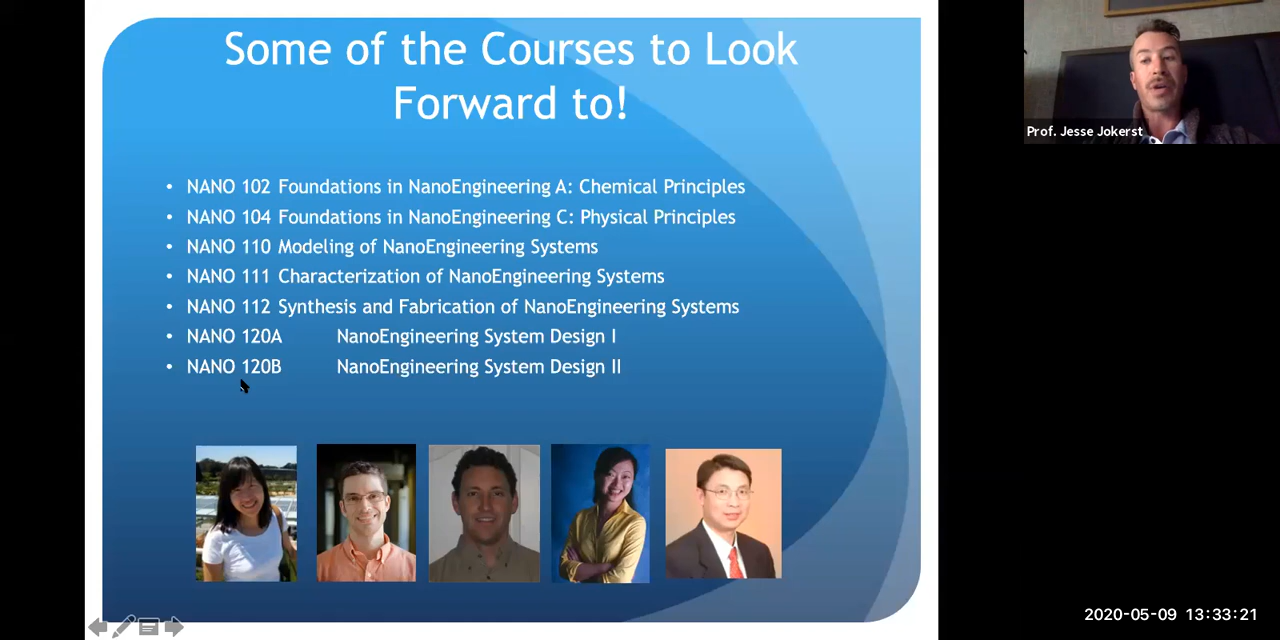 Some of the Courses to Look
Forward to!
• NANO 102 Foundations in NanoEngineering A: Chemical Principles
• NANO 104 Foundations in NanoEngineering C: Physical Principles
• NANO 110 Modeling of NanoEngineering Systems
• NANO 111 Characterization of NanoEngineering Systems
• NANO 112 Synthesis and Fabrication of NanoEngineering Systems
• NANO 120A NanoEngineering System Design I
• NANO 120B NanoEngineering System Design II
Prof. Jesse Jokerst
2020-05-09 13:33:21